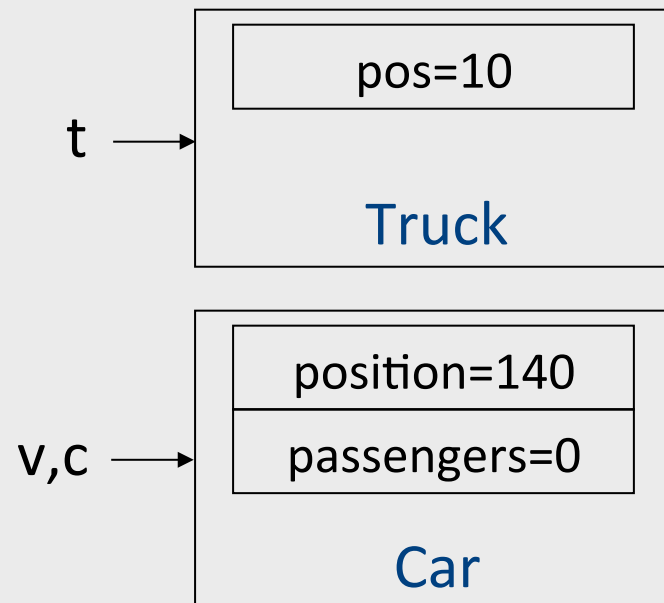 pos=10
t
Truck
position=140
v,c
passengers=0
Car